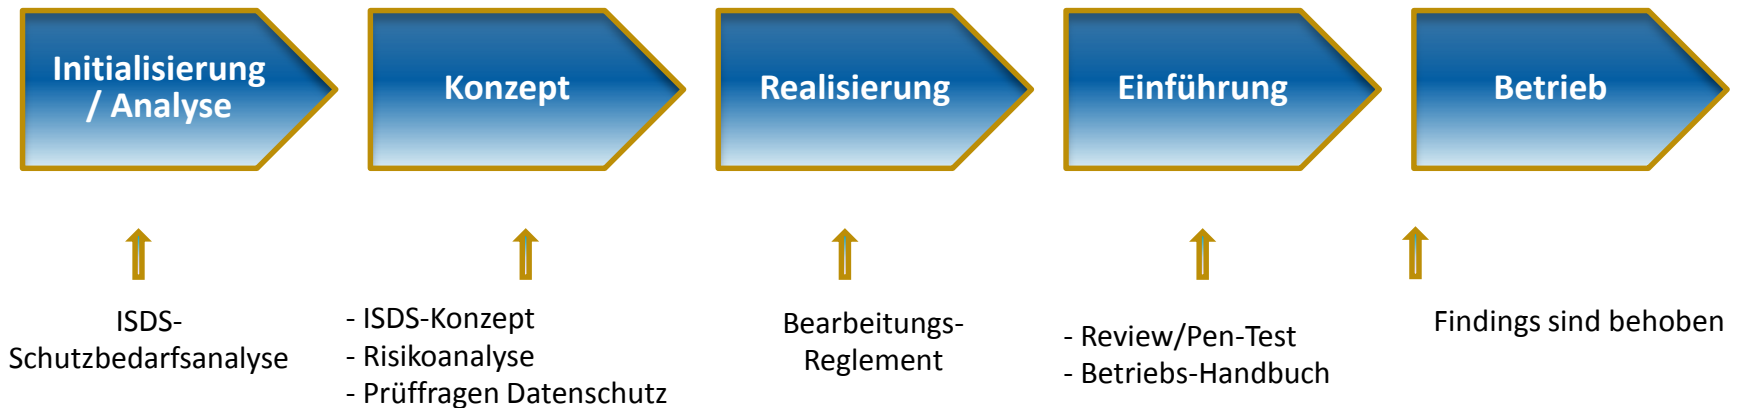 Initialisierung
/ Analyse
Konzept
Realisierung
Einführung
Betrieb
ISDS-
Schutzbedarfsanalyse
- ISDS-Konzept
- Risikoanalyse
- Prüffragen Datenschutz
Bearbeitungs-
Reglement
- Review/Pen-Test
- Betriebs-Handbuch
Findings sind behoben